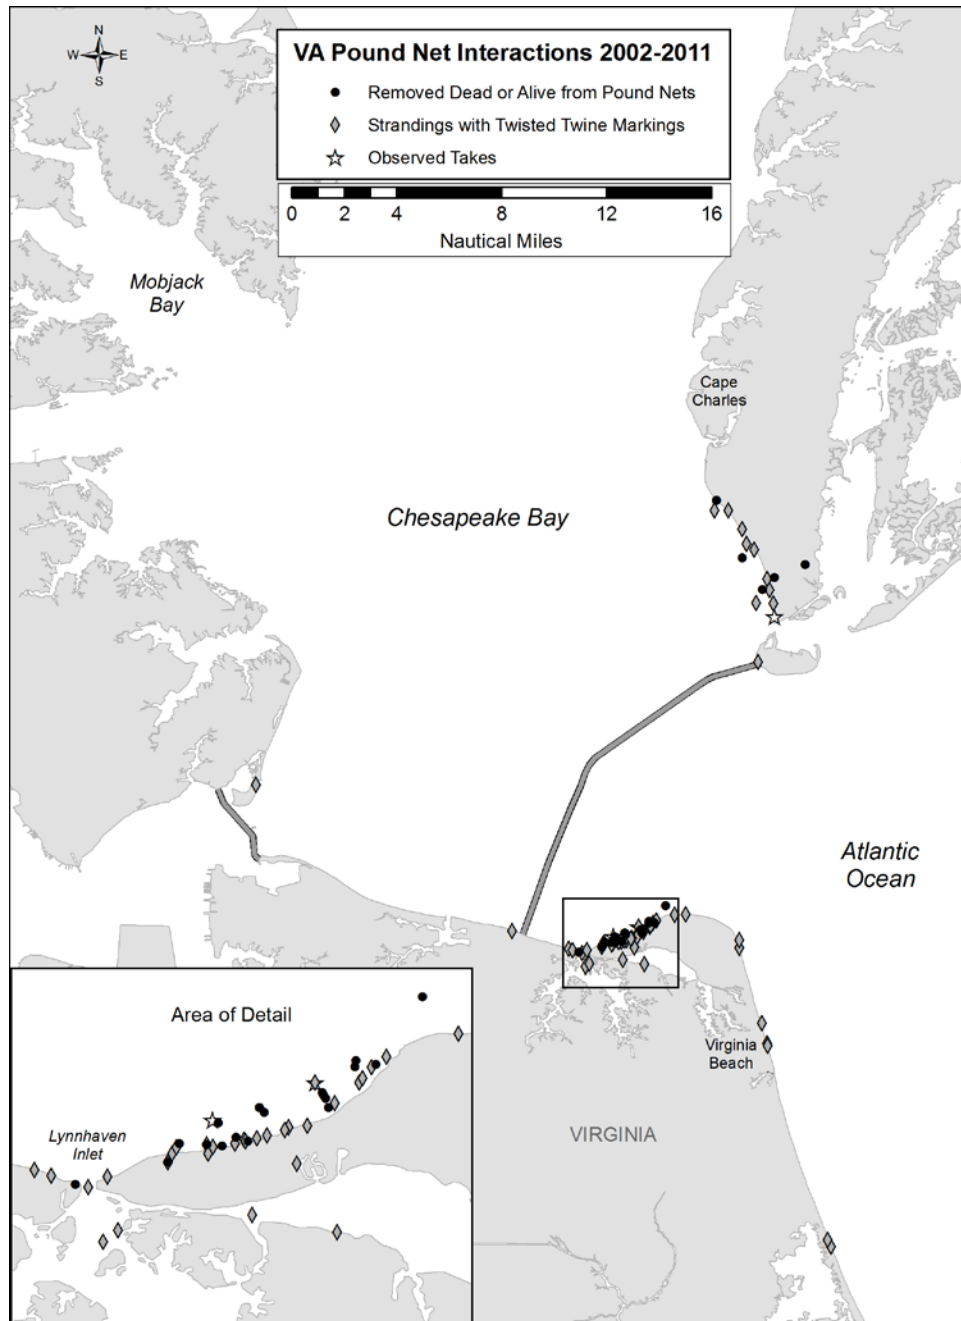 N
W E
S
VA Pound Net Interactions 2002-2011
Removed Dead or Alive from Pound Nets
Strandings with Twisted Twine Markings
Observed Takes
0 2 4 8 12 16
Nautical Miles
Mobjack
Bay
Cape
Charles
Chesapeake Bay
Atlantic
Ocean
Area of Detail
Virginia
Beach
Lynnhaven
Inlet
VIRGINIA